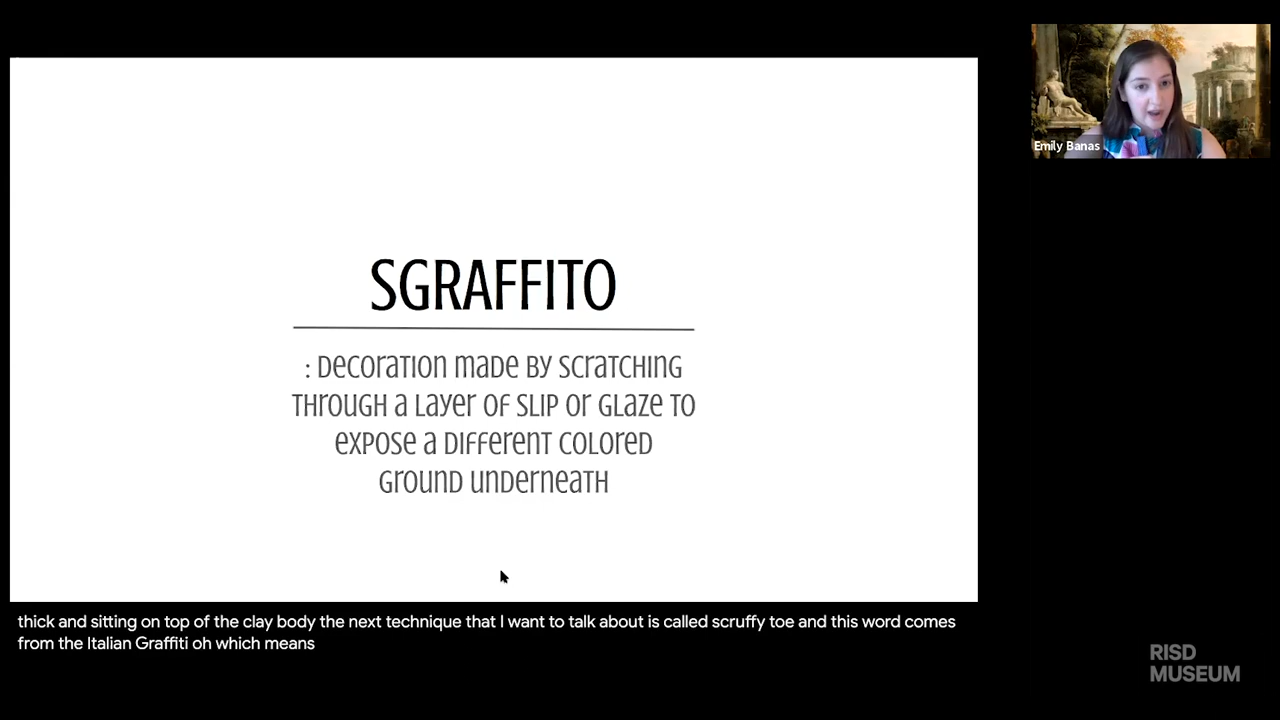 SGRAFFITO
: Decoration made by scratching
through a layer of slip or glaze to
expose a different colored
ground underneath
Emily Banas
thick and sitting on top of the clay body the next technique that I want to talk about is called scruffy toe and this word comes
from the Italian Graffiti oh which means
RISD
MUSEUM